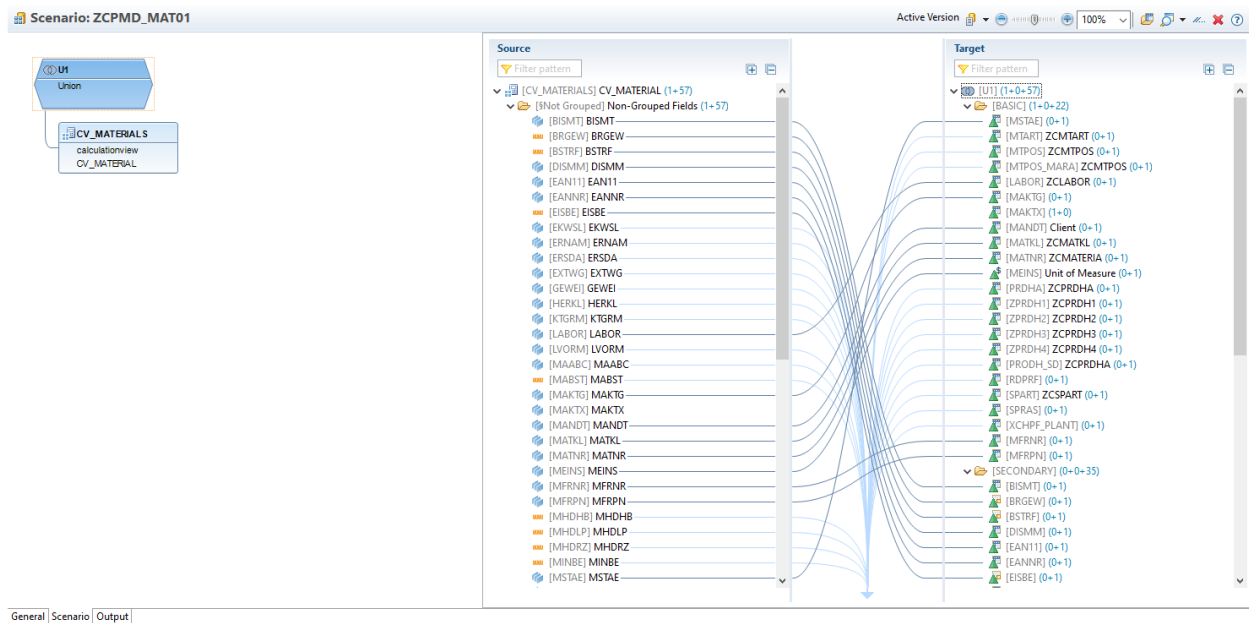 Scenario: ZCPMD_MAT01
Active Version
100%
U1
Union
CV_MATERIALS
calculationview
CV_MATERIAL
Source
Filter pattern
[CV_MATERIALS] CV_MATERIAL (1+57)
[$Not Grouped] Non-Grouped Fields (1+57)
[BISMT] BISMT
[BRGEW] BRGEW
[BSTRF] BSTRF
[DISMM] DISMM
[EAN11] EAN11
[EANNR] EANNR
[EISBE] EISBE
[EKWSL] EKWSL
[ERNAM] ERNAM
[ERSDA] ERSDA
[EXTWG] EXTWG
[GEWEI] GEWEI
[HERKL] HERKL
[KTGRM] KTGRM
[LABOR] LABOR
[LVORM] LVORM
[MAABC] MAABC
[MABST] MABST
[MAKTG] MAKTG
[MAKTX] MAKTX
[MANDT] MANDT
[MATKL] MATKL
[MATNR] MATNR
[MEINS] MEINS
[MFRNR] MFRNR
[MFRPN] MFRPN
[MHDHB] MHDHB
[MHDLP] MHDLP
[MHDRZ] MHDRZ
[MINBE] MINBE
[MSTAE] MSTAE
Target
Filter pattern
[U1] (1+0+57)
[BASIC] (1+0+22)
[MSTAE] (0+1)
[MTART] ZCMTART (0+1)
[MTPOS] ZCMTPOS (0+1)
[MTPOS_MARA] ZCMTPOS (0+1)
[LABOR] ZCLABOR (0+1)
[MAKTG] (0+1)
[MAKTX] (1+0)
[MANDT] Client (0+1)
[MATKL] ZCMATKL (0+1)
[MATNR] ZCMATERIA (0+1)
[MEINS] Unit of Measure (0+1)
[PRDHA] ZCPRDHA (0+1)
[ZPRDH1] ZCPRDH1 (0+1)
[ZPRDH2] ZCPRDH2 (0+1)
[ZPRDH3] ZCPRDH3 (0+1)
[ZPRDH4] ZCPRDH4 (0+1)
[PRODH_SD] ZCPRDHA (0+1)
[RDPRF] (0+1)
[SPART] ZCSPART (0+1)
[SPRAS] (0+1)
[XCHPF_PLANT] (0+1)
[MFRNR] (0+1)
[MFRPN] (0+1)
[SECONDARY] (0+0+35)
[BISMT] (0+1)
[BRGEW] (0+1)
[BSTRF] (0+1)
[DISMM] (0+1)
[EAN11] (0+1)
[EANNR] (0+1)
[EISBE] (0+1)
General Scenario Output